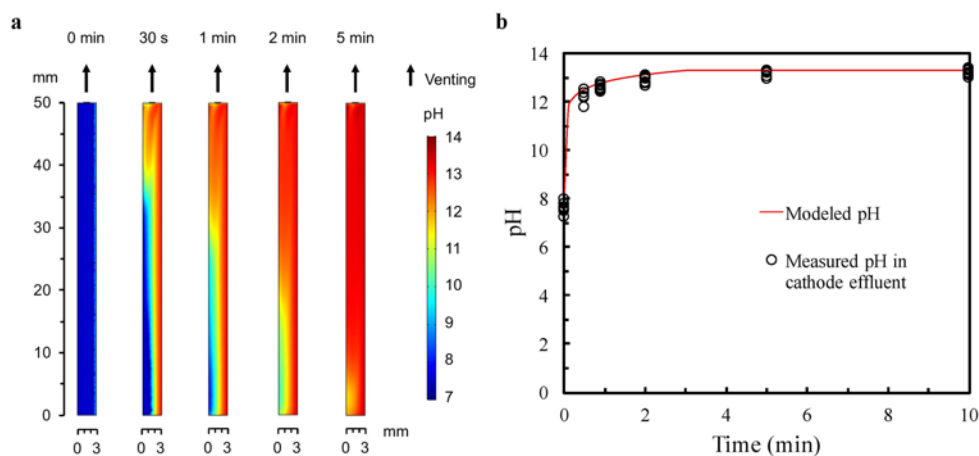 a
0 min 30 s 1 min 2 min 5 min
Venting
mm
pH
50
40
30
20
10
0
14
13
12
11
10
9
8
7
0 3 0 3 0 3 0 3 0 3
mm
b
14
12
10
8
6
4
2
0
pH
Modeled pH
Measured pH in
cathode effluent
0 2 4 6 8 10
Time (min)